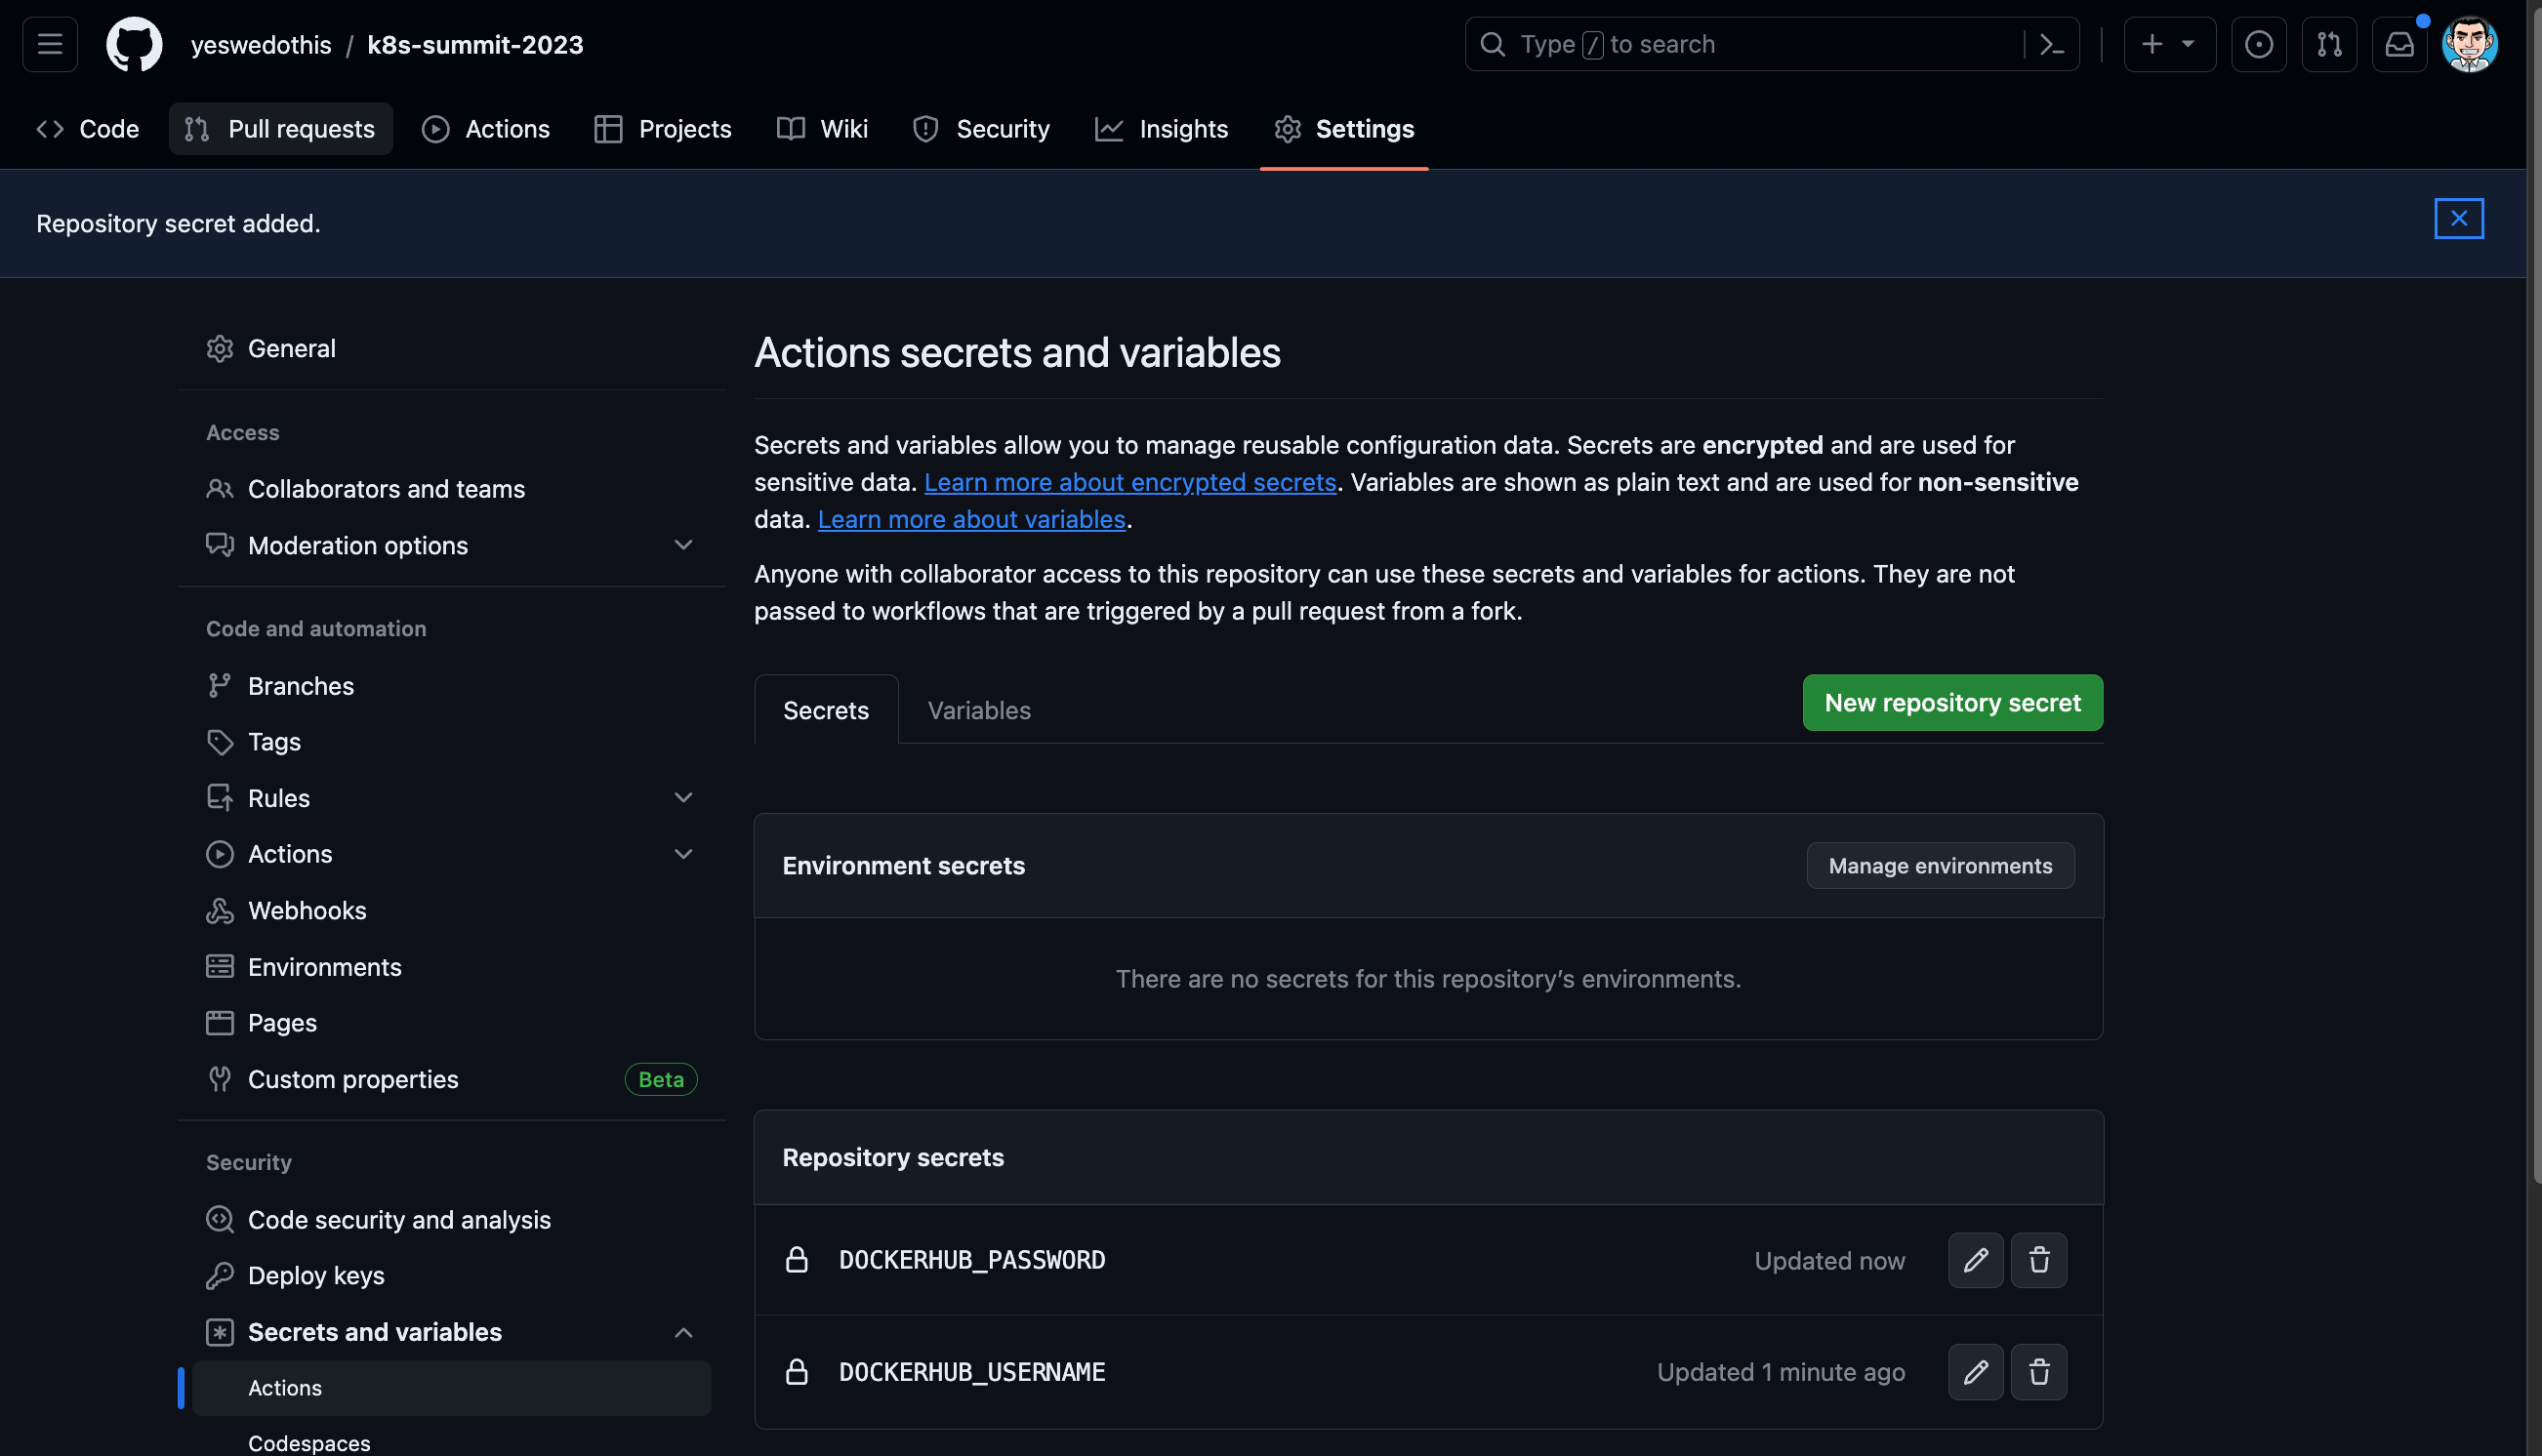 yeswedothis / k8s-summit-2023
Type / to search
Code
Pull requests
Actions
Projects
Wiki
Security
Insights
Settings
Repository secret added.
General
Access
Collaborators and teams
Moderation options
Code and automation
Branches
Tags
Rules
Actions
Webhooks
Environments
Pages
Custom properties
Beta
Security
Code security and analysis
Deploy keys
Secrets and variables
Actions
Codespaces
Actions secrets and variables
Secrets and variables allow you to manage reusable configuration data. Secrets are encrypted and are used for
sensitive data. Learn more about encrypted secrets. Variables are shown as plain text and are used for non-sensitive
data. Learn more about variables.
Anyone with collaborator access to this repository can use these secrets and variables for actions. They are not
passed to workflows that are triggered by a pull request from a fork.
Secrets
Variables
New repository secret
Environment secrets
Manage environments
There are no secrets for this repository’s environments.
Repository secrets
DOCKERHUB_PASSWORD
Updated now
DOCKERHUB_USERNAME
Updated 1 minute ago